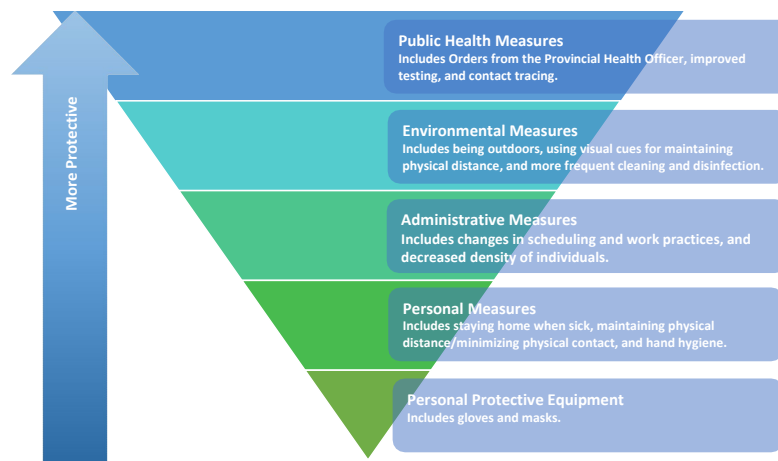 More Protective
Public Health Measures
Includes Orders from the Provincial Health Officer, improved
testing, and contact tracing.
Environmental Measures
Includes being outdoors, using visual cues for maintaining
physical distance, and more frequent cleaning and disinfection.
Administrative Measures
Includes changes in scheduling and work practices, and
decreased density of individuals.
Personal Measures
Includes staying home when sick, maintaining physical
distance/minimizing physical contact, and hand hygiene.
Personal Protective Equipment
Includes gloves and masks.